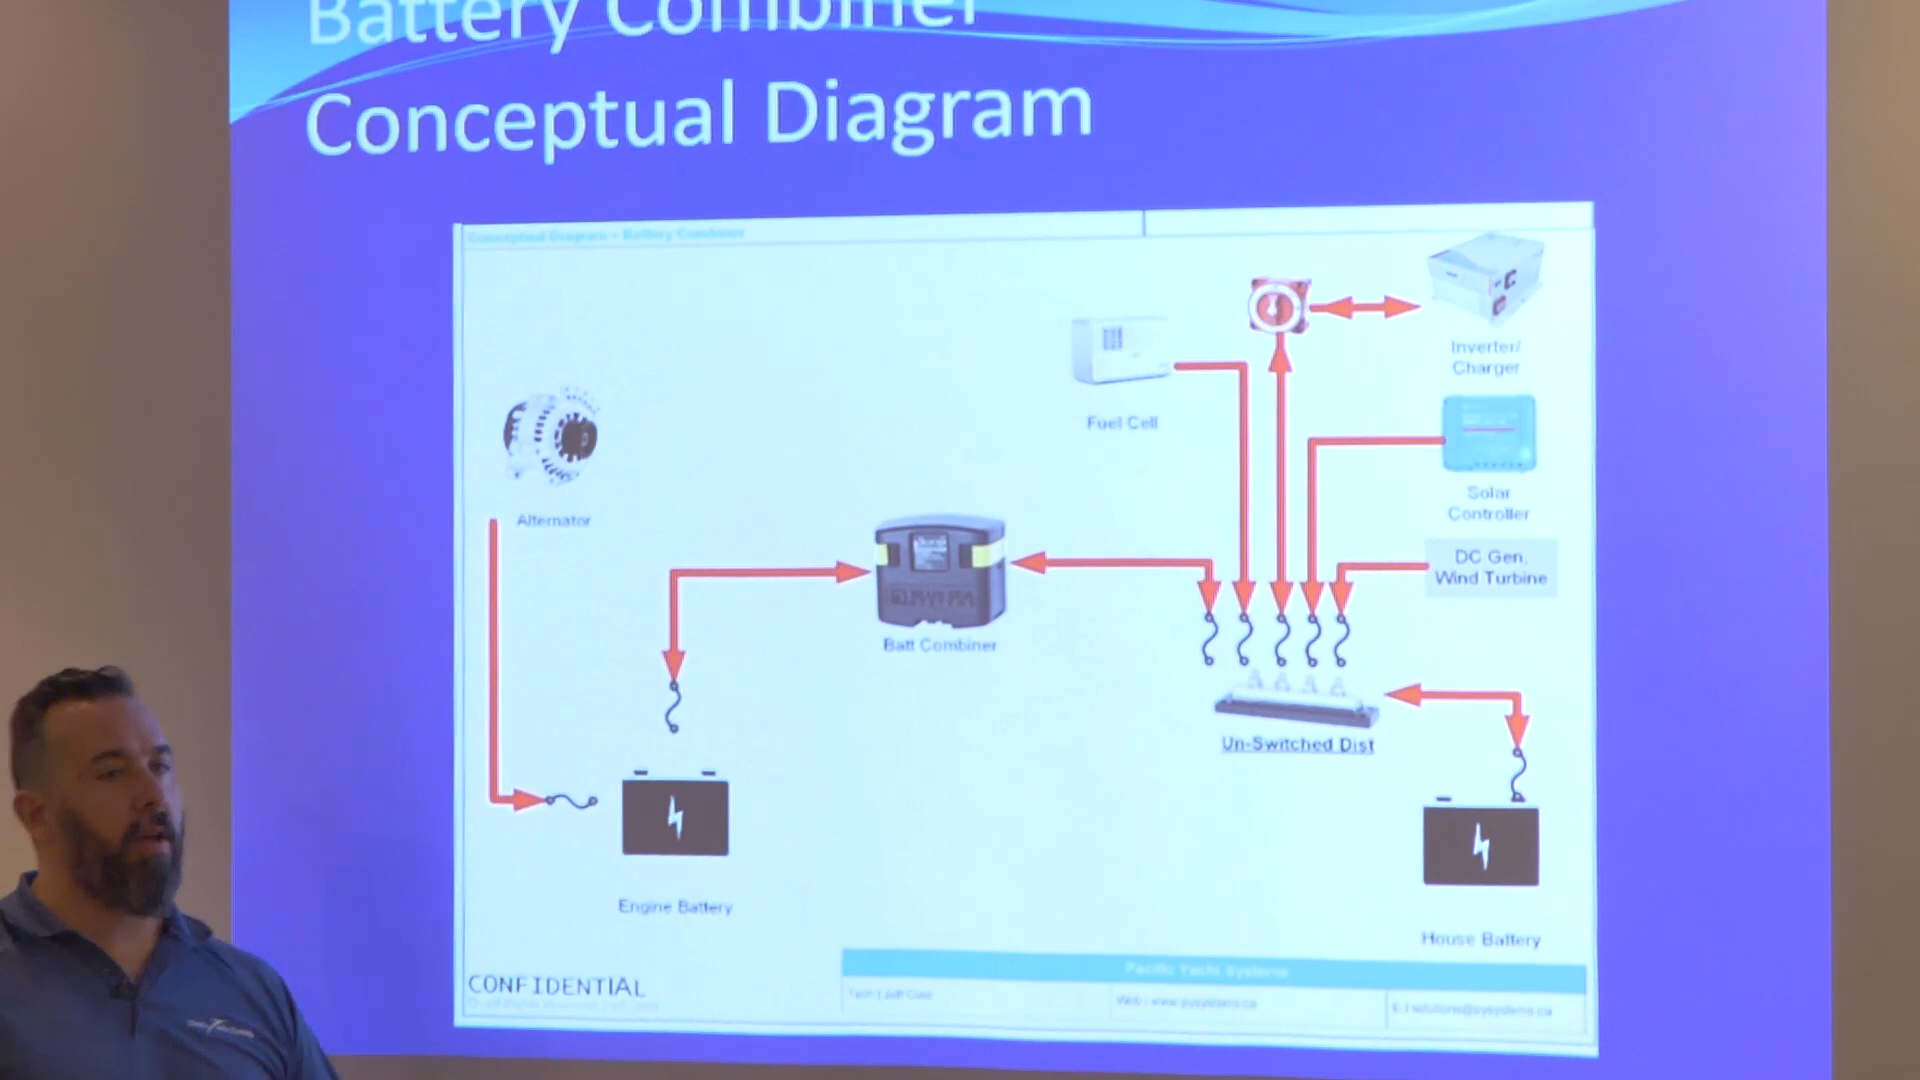 Battery Combiner
Conceptual Diagram
Conceptual Diagram - Battery Combiner
Inverter/
Charger
Fuel Cell
Solar
Controller
Alternator
DC Gen,
Wind Turbine
Batt Combiner
Un-Switched Dist
Engine Battery
House Battery
CONFIDENTIAL
Pacific Yacht Systems
Web : www.pysystems.ca